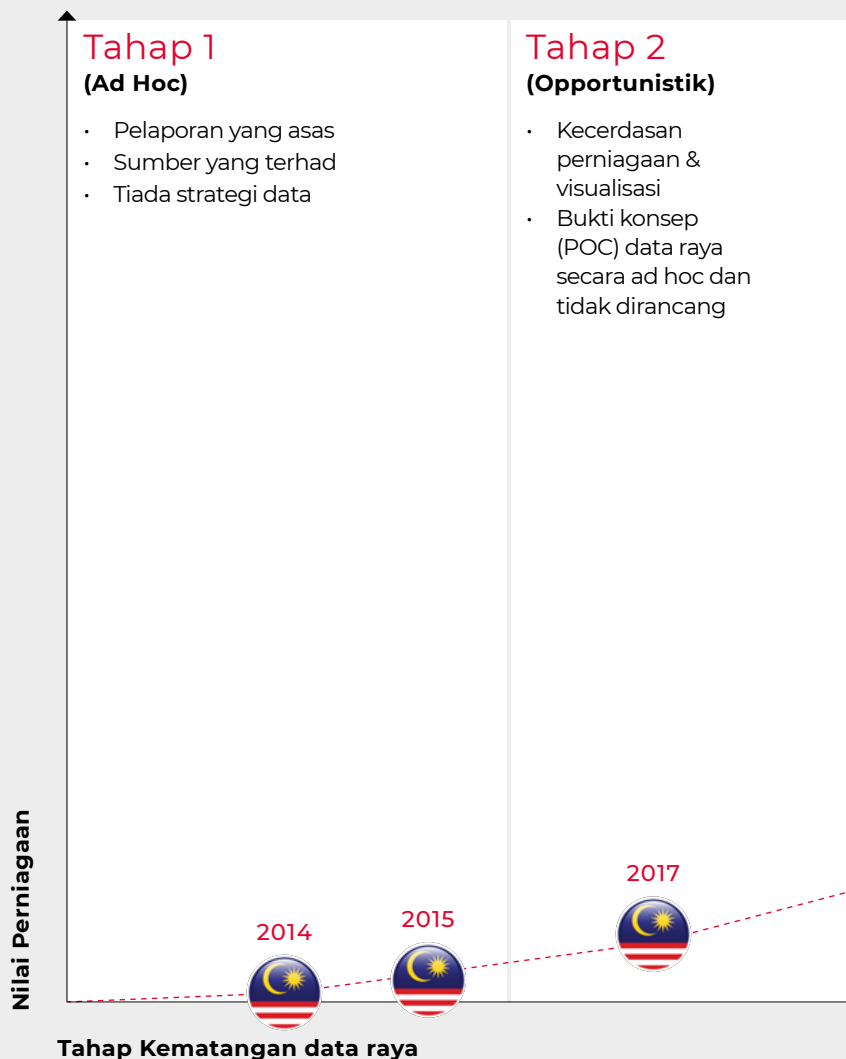 Tahap 1
(Ad Hoc)
• Pelaporan yang asas
• Sumber yang terhad
• Tiada strategi data
Tahap 2
(Opportunistik)
• Kecerdasan
perniagaan &
visualisasi
• Bukti konsep
(POC) data raya
secara ad hoc dan
tidak dirancang
Nilai Perniagaan
2014
2015
2017
Tahap Kematangan data raya